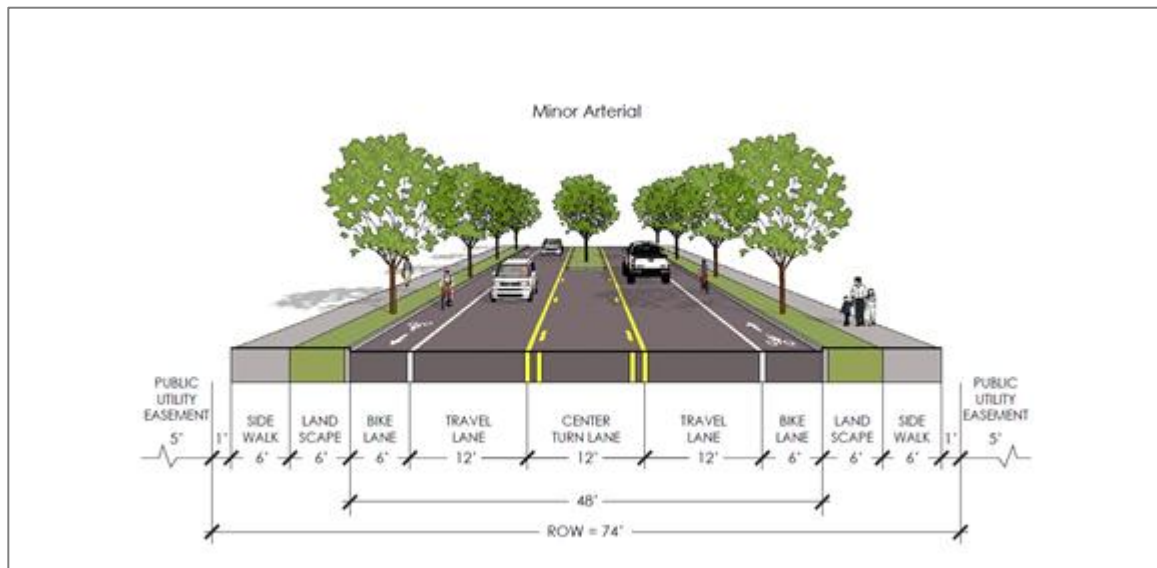 Minor Arterial
PUBLIC
UTILITY
EASEMENT
5'
1'
SIDE
WALK
6'
LAND
SCAPE
6'
BIKE
LANE
6'
TRAVEL
LANE
12'
CENTER
TURN LANE
12'
TRAVEL
LANE
12'
BIKE
LANE
6'
LAND
SCAPE
6'
SIDE
WALK
6'
1'
PUBLIC
UTILITY
EASEMENT
5'
48'
ROW = 74'